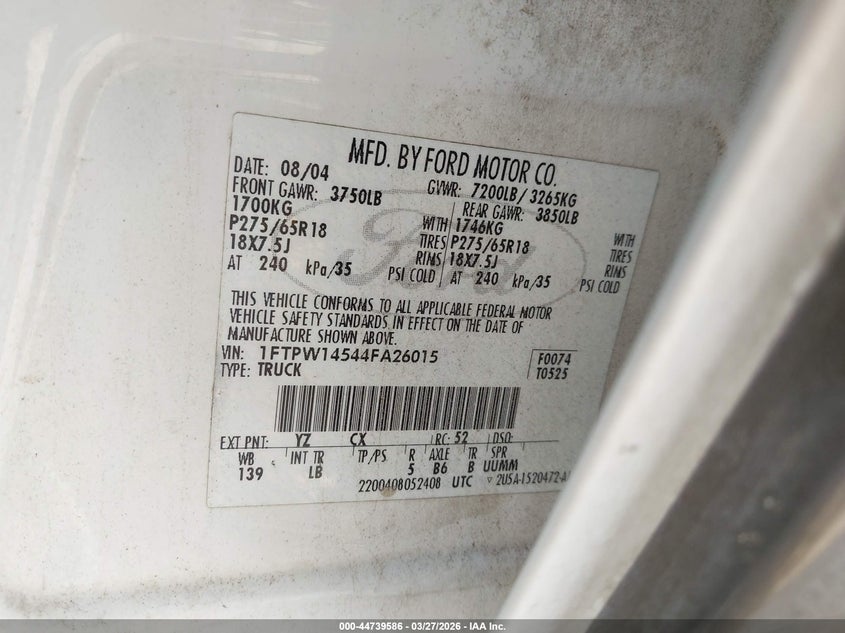 MFD. BY FORD MOTOR CO.
DATE: 08/04 GVWR: 7200LB/ 3265KG
FRONT GAWR: 3750LB REAR GAWR: 3850LB
1700KG WITH 1746KG WITH
P275/65R18 TIRES P275/65R18 TIRES
18X7.5J RIMS 18X7.5J RIMS
AT 240 kPa/35 PSI COLD AT 240 kPa/35 PSI COLD
THIS VEHICLE CONFORMS TO ALL APPLICABLE FEDERAL MOTOR
VEHICLE SAFETY STANDARDS IN EFFECT ON THE DATE OF
MANUFACTURE SHOWN ABOVE.
VIN: 1FTPW14544FA26015 F0074
TYPE: TRUCK T0525
EXT PNT: YZ CX RC: 52 DSO:
WB INT TR TP/PS R AXLE TR SPR
139 LB 5 B6 B UUMM
2200408052408 UTC 2USA-1520472-A
Ford
000-44739586 | 03/27/2026 | IAA Inc.